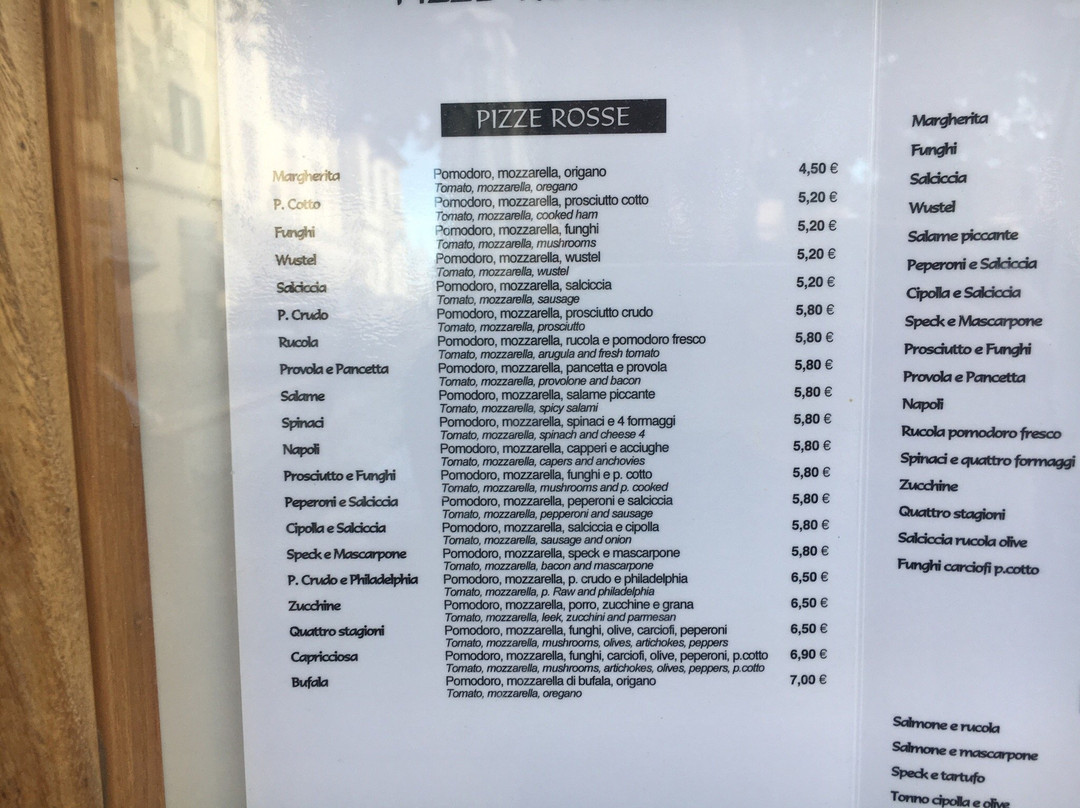 PIZZE ROSSE
Margherita Pomodoro, mozzarella, origano 4,50 €
Tomato, mozzarella, oregano
P. Cotto Pomodoro, mozzarella, prosciutto cotto 5,20 €
Tomato, mozzarella, cooked ham
Funghi Pomodoro, mozzarella, funghi 5,20 €
Tomato, mozzarella, mushrooms
Wustel Pomodoro, mozzarella, wustel 5,20 €
Tomato, mozzarella, wustel
Salciccia Pomodoro, mozzarella, salciccia 5,20 €
Tomato, mozzarella, sausage
P. Crudo Pomodoro, mozzarella, prosciutto crudo 5,80 €
Tomato, mozzarella, prosciutto
Rucola Pomodoro, mozzarella, rucola e pomodoro fresco 5,80 €
Tomato, mozzarella, arugula and fresh tomato
Provola e Pancetta Pomodoro, mozzarella, pancetta e provola 5,80 €
Tomato, mozzarella, provolone and bacon
Salame Pomodoro, mozzarella, salame piccante 5,80 €
Tomato, mozzarella, spicy salami
Spinaci Pomodoro, mozzarella, spinaci e 4 formaggi 5,80 €
Tomato, mozzarella, spinach and cheese 4
Napoli Pomodoro, mozzarella, capperi e acciughe 5,80 €
Tomato, mozzarella, capers and anchovies
Prosciutto e Funghi Pomodoro, mozzarella, funghi e p. cotto 5,80 €
Tomato, mozzarella, mushrooms and p. cooked
Peperoni e Salciccia Pomodoro, mozzarella, peperoni e salciccia 5,80 €
Tomato, mozzarella, pepperoni and sausage
Cipolla e Salciccia Pomodoro, mozzarella, salciccia e cipolla 5,80 €
Tomato, mozzarella, sausage and onion
Speck e Mascarpone Pomodoro, mozzarella, speck e mascarpone 5,80 €
Tomato, mozzarella, bacon and mascarpone
P. Crudo e Philadelphia Pomodoro, mozzarella, p. crudo e philadelphia 6,50 €
Tomato, mozzarella, p. Raw and philadelphia
Zucchine Pomodoro, mozzarella, porro, zucchine e grana 6,50 €
Tomato, mozzarella, leek, zucchini and parmesan
Quattro stagioni Pomodoro, mozzarella, funghi, olive, carciofi, peperoni 6,50 €
Tomato, mozzarella, mushrooms, olives, artichokes, peppers
Capricciosa Pomodoro, mozzarella, funghi, carciofi, olive, peperoni, p.cotto 6,90 €
Tomato, mozzarella, mushrooms, artichokes, olives, peppers, p.cotto
Bufala Pomodoro, mozzarella di bufala, origano 7,00 €
Tomato, mozzarella, oregano
Margherita
Funghi
Salciccia
Wustel
Salame piccante
Peperoni e Salciccia
Cipolla e Salciccia
Speck e Mascarpone
Prosciutto e Funghi
Provola e Pancetta
Napoli
Rucola pomodoro fresco
Spinaci e quattro formaggi
Zucchine
Quattro stagioni
Salciccia rucola olive
Funghi carciofi p.cotto
Salmone e rucola
Salmone e mascarpone
Speck e tartufo
Tonno cipolla e olive